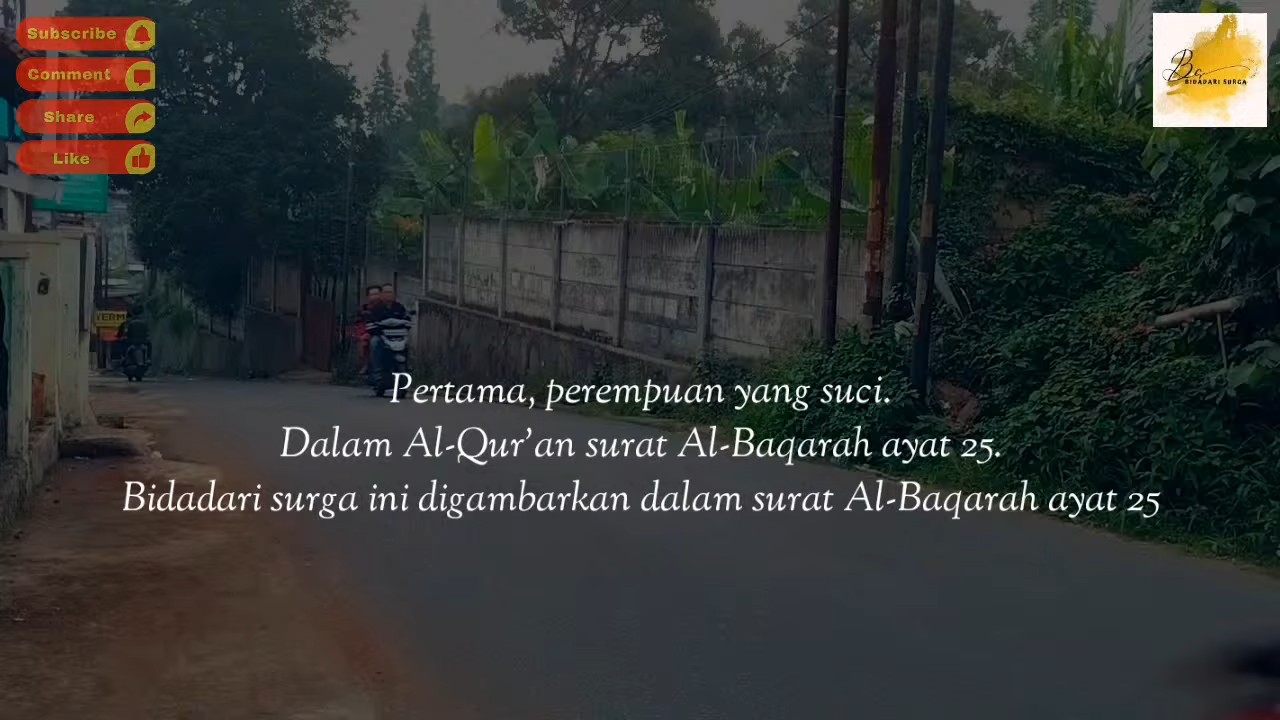 Subscribe
Comment
Share
Like
BIDADARI SURGA
TERM
Pertama, perempuan yang suci.
Dalam Al-Qur'an surat Al-Baqarah ayat 25.
Bidadari surga ini digambarkan dalam surat Al-Baqarah ayat 25